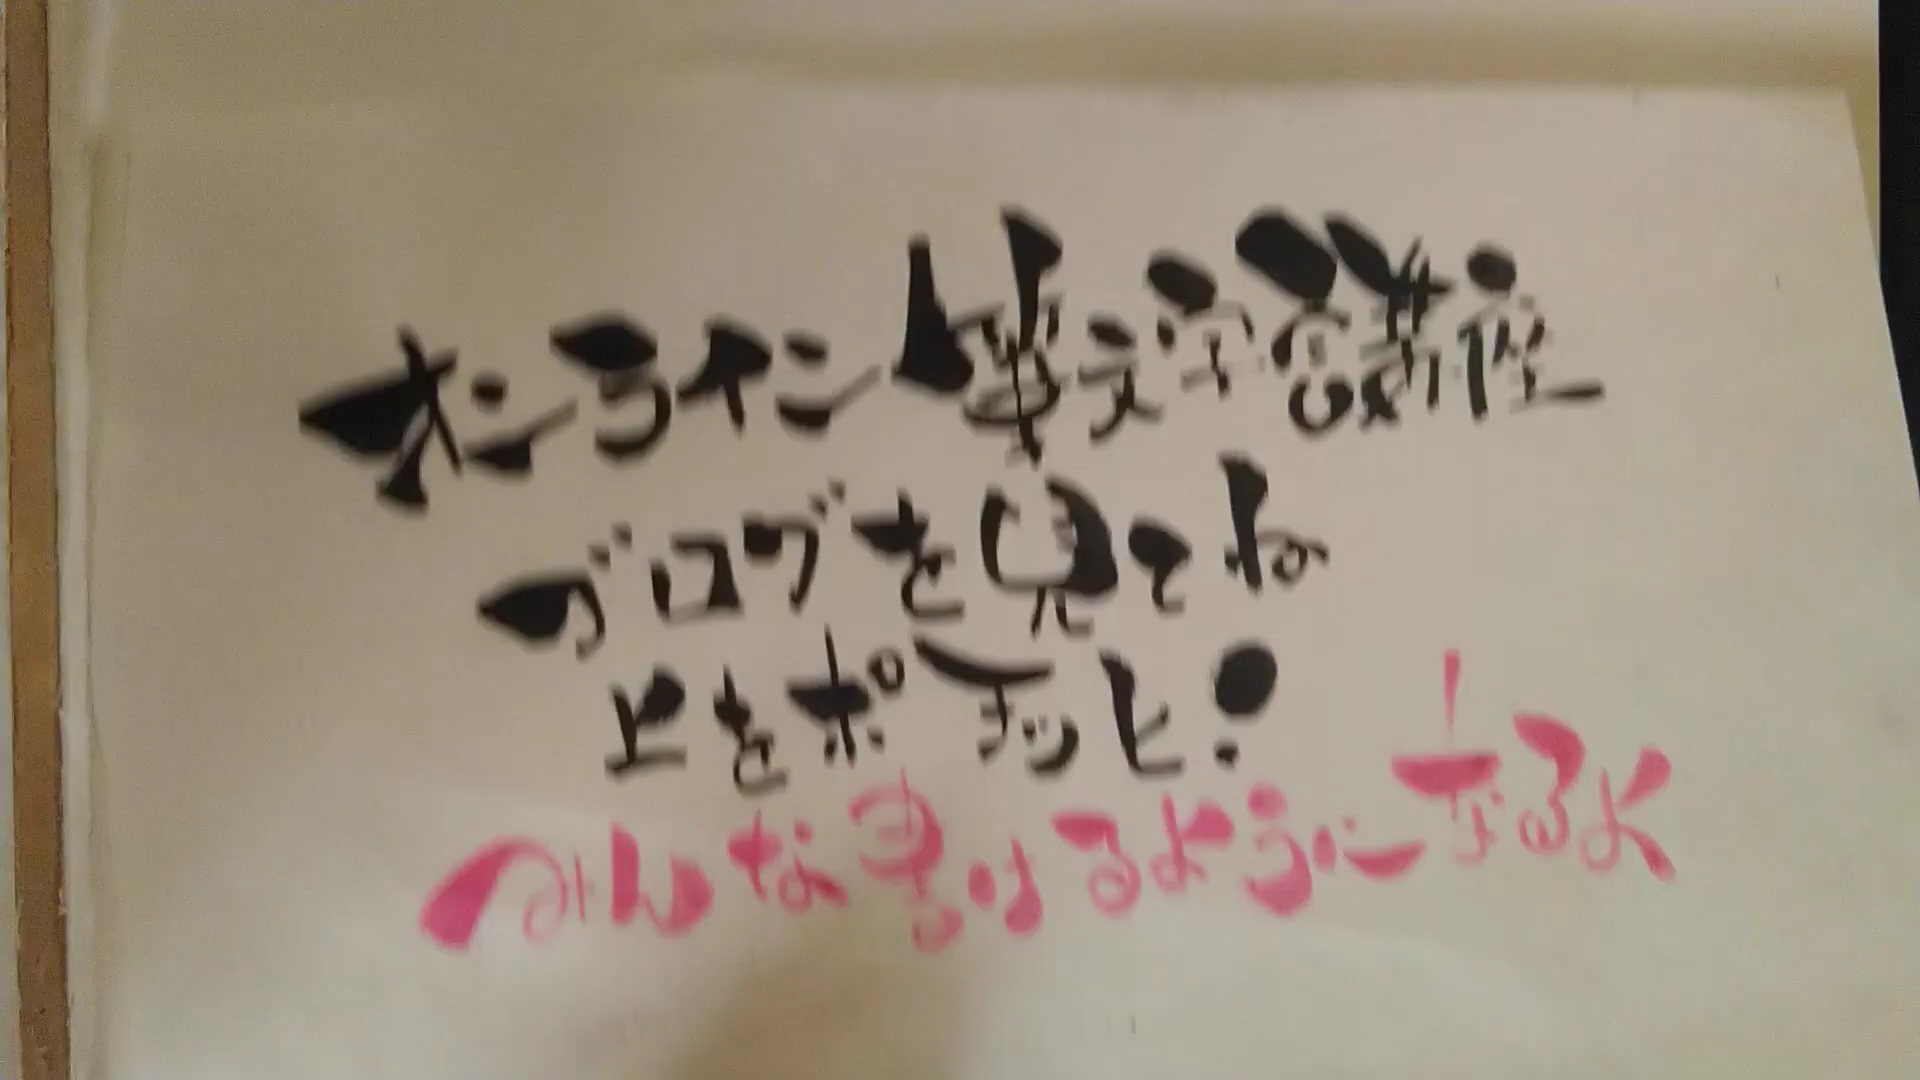 オンライン筆文字講座
ブログを見てね
上をポチッと!
みんな書けるようになるよ